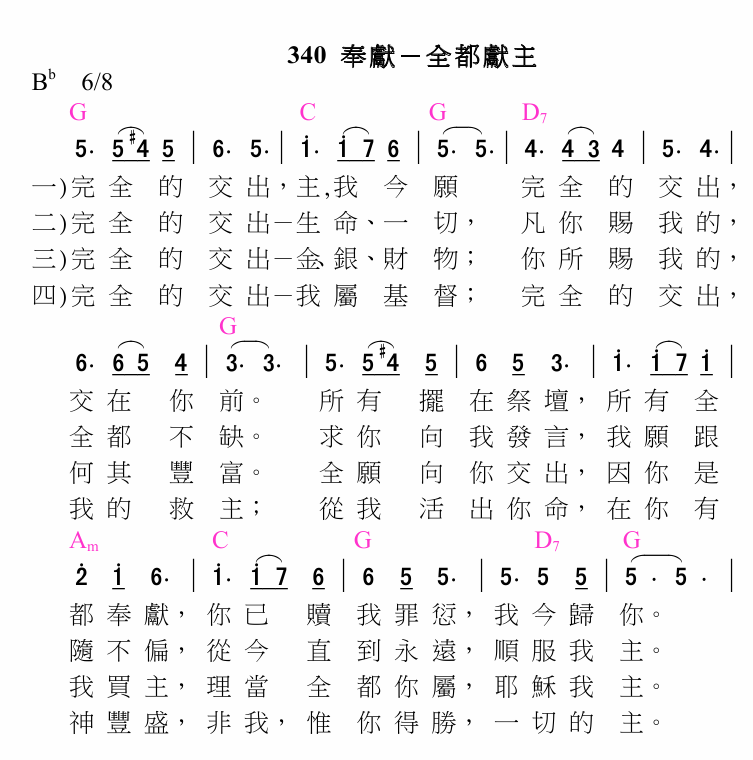 340 奉獻－全都獻主
B♭ 6/8
G C G D7
5· 5 #4 5 | 6· 5· | i· i 7 6 | 5· 5· | 4· 4 3 4 | 5· 4· |
一)完全的交出，主,我今願完全的交出，
二)完全的交出－生命、一切，凡你賜我的，
三)完全的交出－金、銀、財物；你所賜我的，
四)完全的交出－我屬基督；完全的交出，
G
6· 6 5 4 | 3· 3· | 5· 5 #4 5 | 6 5 3· | i· i 7 i |
交在你前。所有擺在祭壇，所有全
全都不缺。求你向我發言，我願跟
何其豐富。全願向你交出，因你是
我的救主；從我活出你命，在你有
Am C G D7 G
2̇ i 6· | i· i 7 6 | 6 5 5· | 5· 5 5 | 5· 5· |
都奉獻，你已贖我罪愆，我今歸你。
隨不偏，從今直到永遠，順服我主。
我買主，理當全都你屬，耶穌我主。
神豐盛，非我，惟你得勝，一切的主。